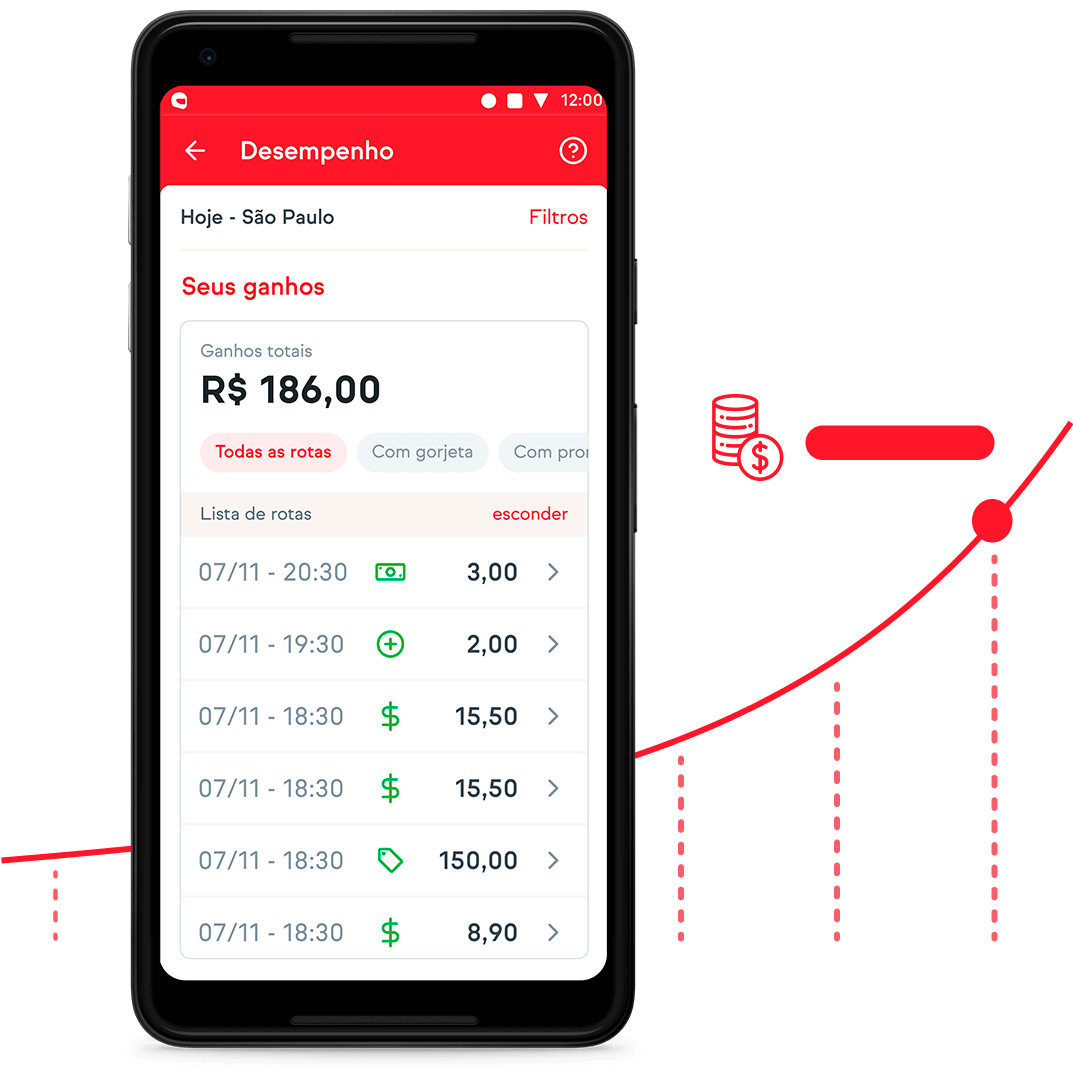 12:00
Desempenho
Hoje - São Paulo Filtros
Seus ganhos
Ganhos totais
R$ 186,00
Todas as rotas Com gorjeta Com pro
Lista de rotas esconder
07/11 - 20:30 3,00
07/11 - 19:30 2,00
07/11 - 18:30 15,50
07/11 - 18:30 15,50
07/11 - 18:30 150,00
07/11 - 18:30 8,90